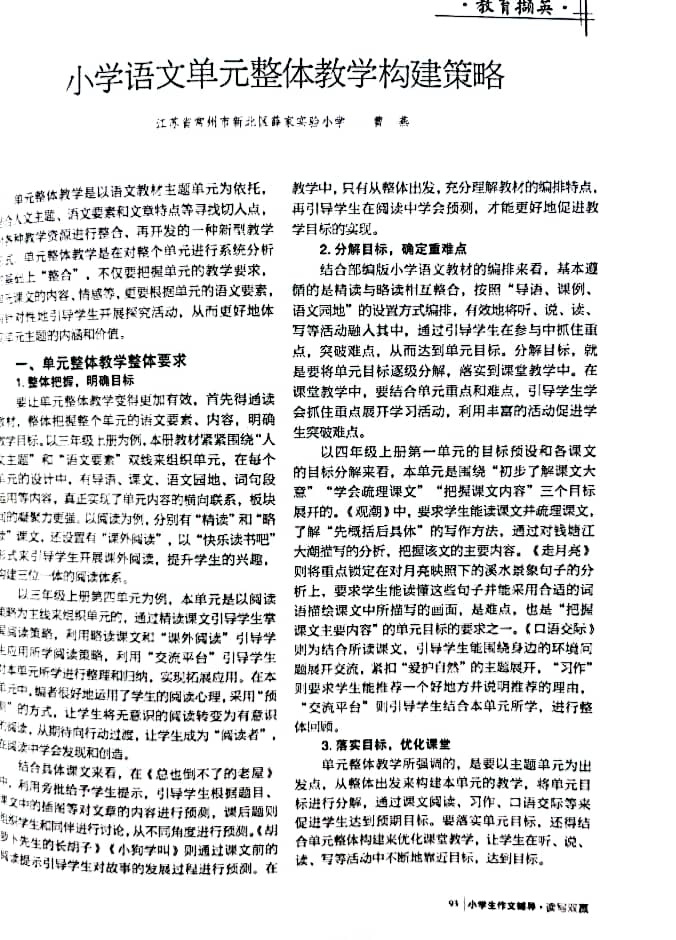 ·教育撷英·
小学语文单元整体教学构建策略
江苏省常州市新北区薛家实验小学 曹 燕
单元整体教学是以语文教材主题单元为依托，
人文主题、语文要素和文章特点等寻找切入点，
各种教学资源进行整合、再开发的一种新型教学
单元整体教学是在对整个单元进行系统分析
基础上“整合”，不仅要把握单元的教学要求，
课文的内容、情感等，更要根据单元的语文要素，
针对性地引导学生开展探究活动，从而更好地体
单元主题的内涵和价值。
一、单元整体教学整体要求
1.整体把握，明确目标
要让单元整体教学变得更加有效，首先得通读
教材，整体把握整个单元的语文要素、内容，明确
教学目标。以三年级上册为例，本册教材紧紧围绕“人
文主题”和“语文要素”双线来组织单元，在每个
单元的设计中，有导语、课文、语文园地、词句段
运用等内容，真正实现了单元内容的横向联系，板块
间的凝聚力更强。以阅读为例，分别有“精读”和“略
读”课文，还设置有“课外阅读”，以“快乐读书吧”
形式来引导学生开展课外阅读，提升学生的兴趣，
构建三位一体的阅读体系。
以三年级上册第四单元为例，本单元是以阅读
策略为主线来组织单元的，通过精读课文引导学生掌
阅读策略，利用略读课文和“课外阅读”引导学
生应用所学阅读策略，利用“交流平台”引导学生
对本单元所学进行整理和归纳，实现拓展应用。在本
单元中，编者很好地运用了学生的阅读心理，采用“预
测”的方式，让学生将无意识的阅读转变为有意识
阅读，从期待向行动过渡，让学生成为“阅读者”，
在阅读中学会发现和创造。
结合具体课文来看，在《总也倒不了的老屋》
中，利用旁批给予学生提示，引导学生根据题目、
课文中的插图等对文章的内容进行预测，课后题则
组织学生和同伴进行讨论，从不同角度进行预测。《胡
萝卜先生的长胡子》《小狗学叫》则通过课文前的
阅读提示引导学生对故事的发展过程进行预测。在
教学中，只有从整体出发，充分理解教材的编排特点，
再引导学生在阅读中学会预测，才能更好地促进教
学目标的实现。
2.分解目标，确定重难点
结合部编版小学语文教材的编排来看，基本遵
循的是精读与略读相互整合，按照“导语、课例、
语文园地”的设置方式编排，有效地将听、说、读、
写等活动融入其中，通过引导学生在参与中抓住重
点，突破难点，从而达到单元目标。分解目标，就
是要将单元目标逐级分解，落实到课堂教学中。在
课堂教学中，要结合单元重点和难点，引导学生学
会抓住重点展开学习活动，利用丰富的活动促进学
生突破难点。
以四年级上册第一单元的目标预设和各课文
的目标分解来看，本单元是围绕“初步了解课文大
意”“学会疏理课文”“把握课文内容”三个目标
展开的。《观潮》中，要求学生能读课文并疏理课文，
了解“先概括后具体”的写作方法，通过对钱塘江
大潮描写的分析，把握该文的主要内容。《走月亮》
则将重点锁定在对月亮映照下的溪水景象句子的分
析上，要求学生能读懂这些句子并能采用合适的词
语描绘课文中所描写的画面，是难点，也是“把握
课文主要内容”的单元目标的要求之一。《口语交际》
则为结合所读课文，引导学生能围绕身边的环境问
题展开交流，紧扣“爱护自然”的主题展开，“习作”
则要求学生能推荐一个好地方并说明推荐的理由，
“交流平台”则引导学生结合本单元所学，进行整
体回顾。
3.落实目标，优化课堂
单元整体教学所强调的，是要以主题单元为出
发点，从整体出发来构建本单元的教学，将单元目
标进行分解，通过课文阅读、习作、口语交际等来
促进学生达到预期目标。要落实单元目标，还得结
合单元整体构建来优化课堂教学，让学生在听、说、
读、写等活动中不断地靠近目标，达到目标。
91 小学生作文辅导·读写双赢